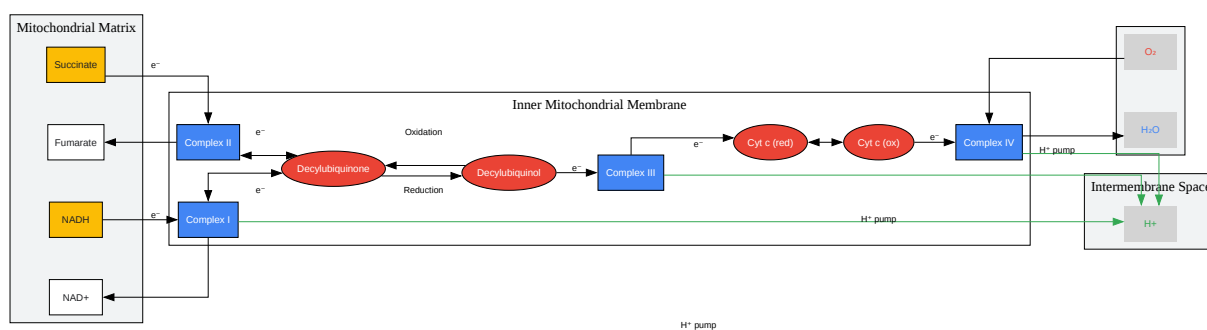 Mitochondrial Matrix
Succinate
e⁻
Fumarate
NADH
e⁻
NAD+
Inner Mitochondrial Membrane
Complex II
e⁻
Oxidation
Decylubiquinone
Decylubiquinol
Reduction
e⁻
Complex I
e⁻
Complex III
e⁻
Cyt c (red)
Cyt c (ox)
e⁻
Complex IV
O₂
H₂O
H⁺ pump
Intermembrane Space
H+
H⁺ pump
H⁺ pump